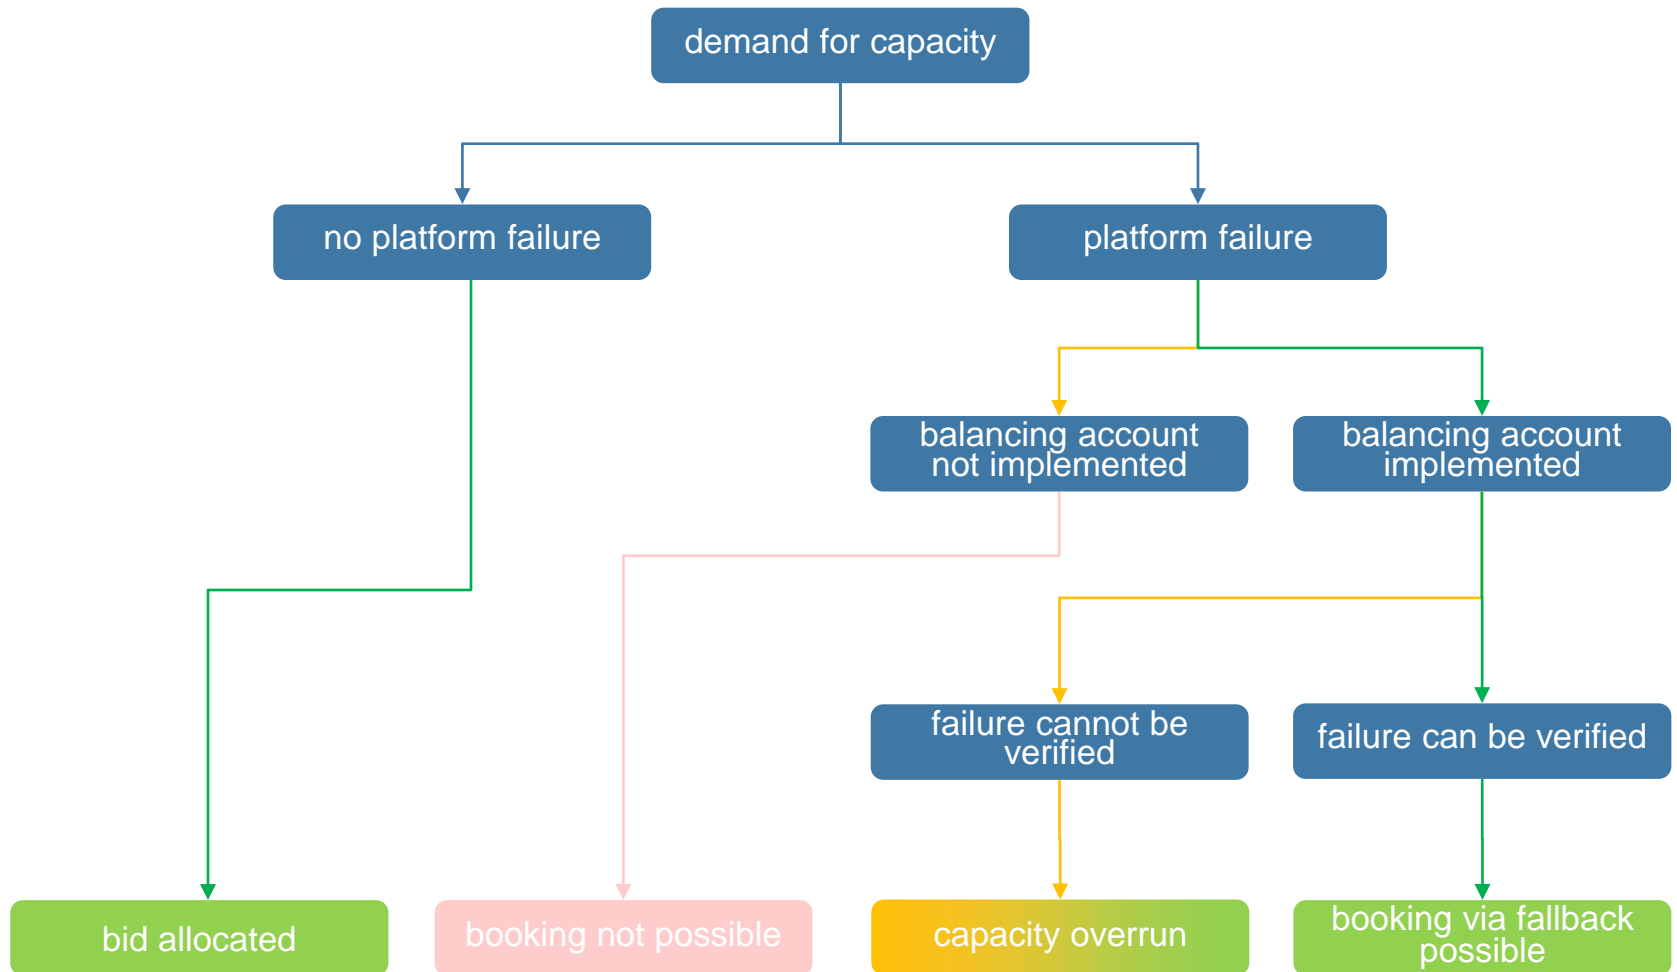 demand for capacity
no platform failure
platform failure
balancing account
not implemented
balancing account
implemented
failure cannot be
verified
failure can be verified
bid allocated
booking not possible
capacity overrun
booking via fallback
possible